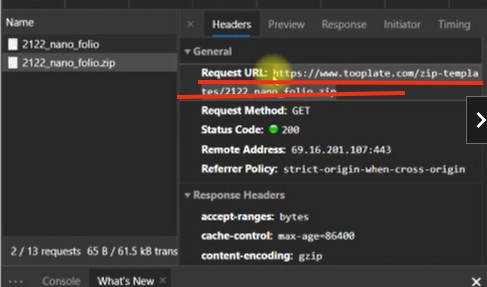 Name
2122_nano_folio
2122_nano_folio.zip
2 / 13 requests 65 B / 61.5 kB trans
× Headers Preview Response Initiator Timing
General
Request URL: https://www.tooplate.com/zip-templa
tes/2122_nano_folio.zip
Request Method: GET
Status Code: 200
Remote Address: 69.16.201.107:443
Referrer Policy: strict-origin-when-cross-origin
Response Headers
accept-ranges: bytes
cache-control: max-age=86400
content-encoding: gzip
Console What's New ×